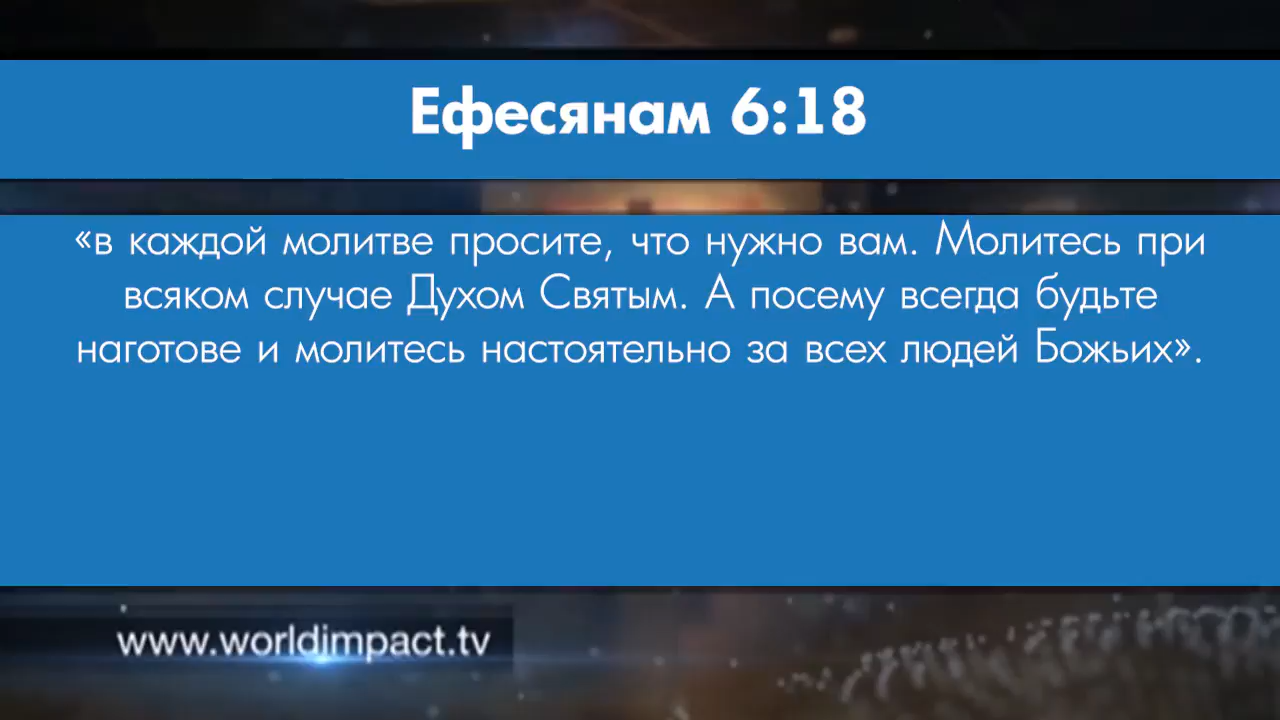 Ефесянам 6:18
«в каждой молитве просите, что нужно вам. Молитесь при
всяком случае Духом Святым. А посему всегда будьте
наготове и молитесь настоятельно за всех людей Божьих».
www.worldimpact.tv